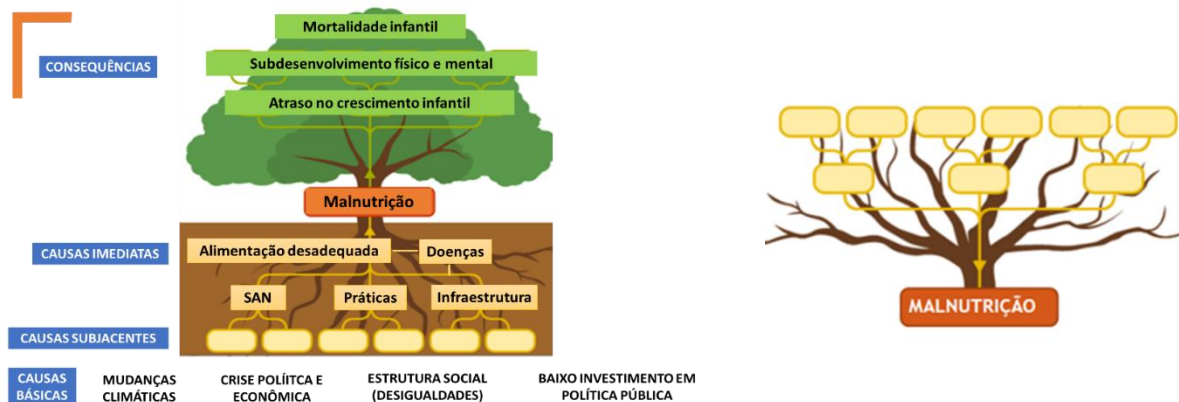 Mortalidade infantil
CONSEQUÊNCIAS
Subdesenvolvimento físico e mental
Atraso no crescimento infantil
Malnutrição
CAUSAS IMEDIATAS
Alimentação desadequada
Doenças
SAN
Práticas
Infraestrutura
CAUSAS SUBJACENTES
CAUSAS
BÁSICAS
MUDANÇAS
CLIMÁTICAS
CRISE POLÍITCA E
ECONÔMICA
ESTRUTURA SOCIAL
(DESIGUALDADES)
BAIXO INVESTIMENTO EM
POLÍTICA PÚBLICA
MALNUTRIÇÃO